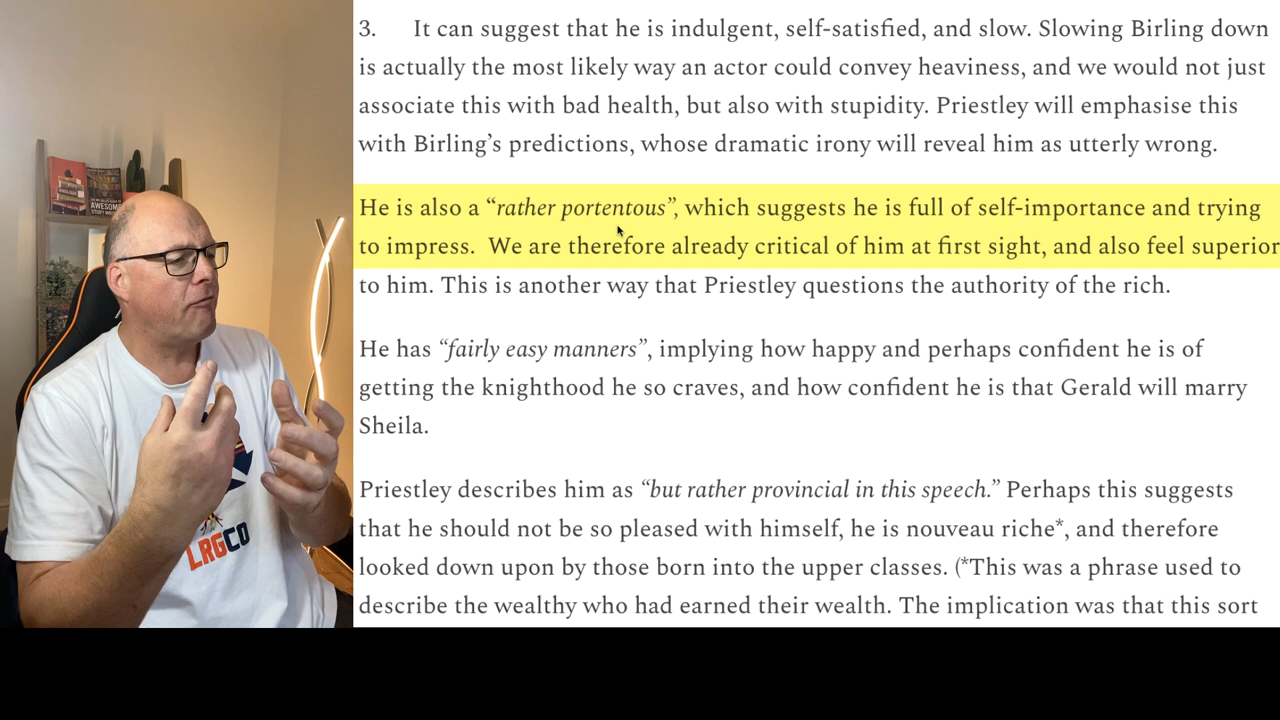 3. It can suggest that he is indulgent, self-satisfied, and slow. Slowing Birling down
is actually the most likely way an actor could convey heaviness, and we would not just
associate this with bad health, but also with stupidity. Priestley will emphasise this
with Birling’s predictions, whose dramatic irony will reveal him as utterly wrong.
He is also a “rather portentous”, which suggests he is full of self-importance and trying
to impress. We are therefore already critical of him at first sight, and also feel superior
to him. This is another way that Priestley questions the authority of the rich.
He has “fairly easy manners”, implying how happy and perhaps confident he is of
getting the knighthood he so craves, and how confident he is that Gerald will marry
Sheila.
Priestley describes him as “but rather provincial in this speech.” Perhaps this suggests
that he should not be so pleased with himself, he is nouveau riche*, and therefore
looked down upon by those born into the upper classes. (*This was a phrase used to
describe the wealthy who had earned their wealth. The implication was that this sort
AWESOME
LRGCO